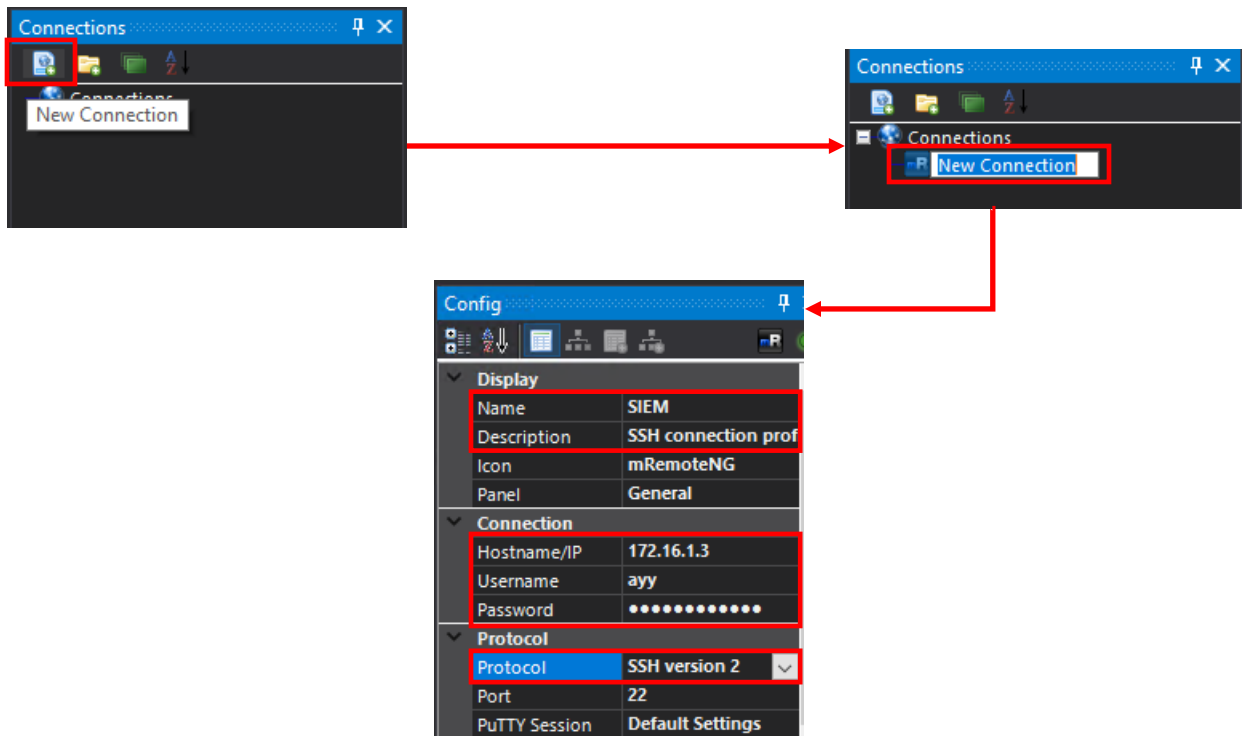 Connections
Connections
New Connection
Connections
Connections
New Connection
Config
Display
Name SIEM
Description SSH connection prof
Icon mRemoteNG
Panel General
Connection
Hostname/IP 172.16.1.3
Username ayy
Password ●●●●●●●●●●●●
Protocol
Protocol SSH version 2
Port 22
PuTTY Session Default Settings